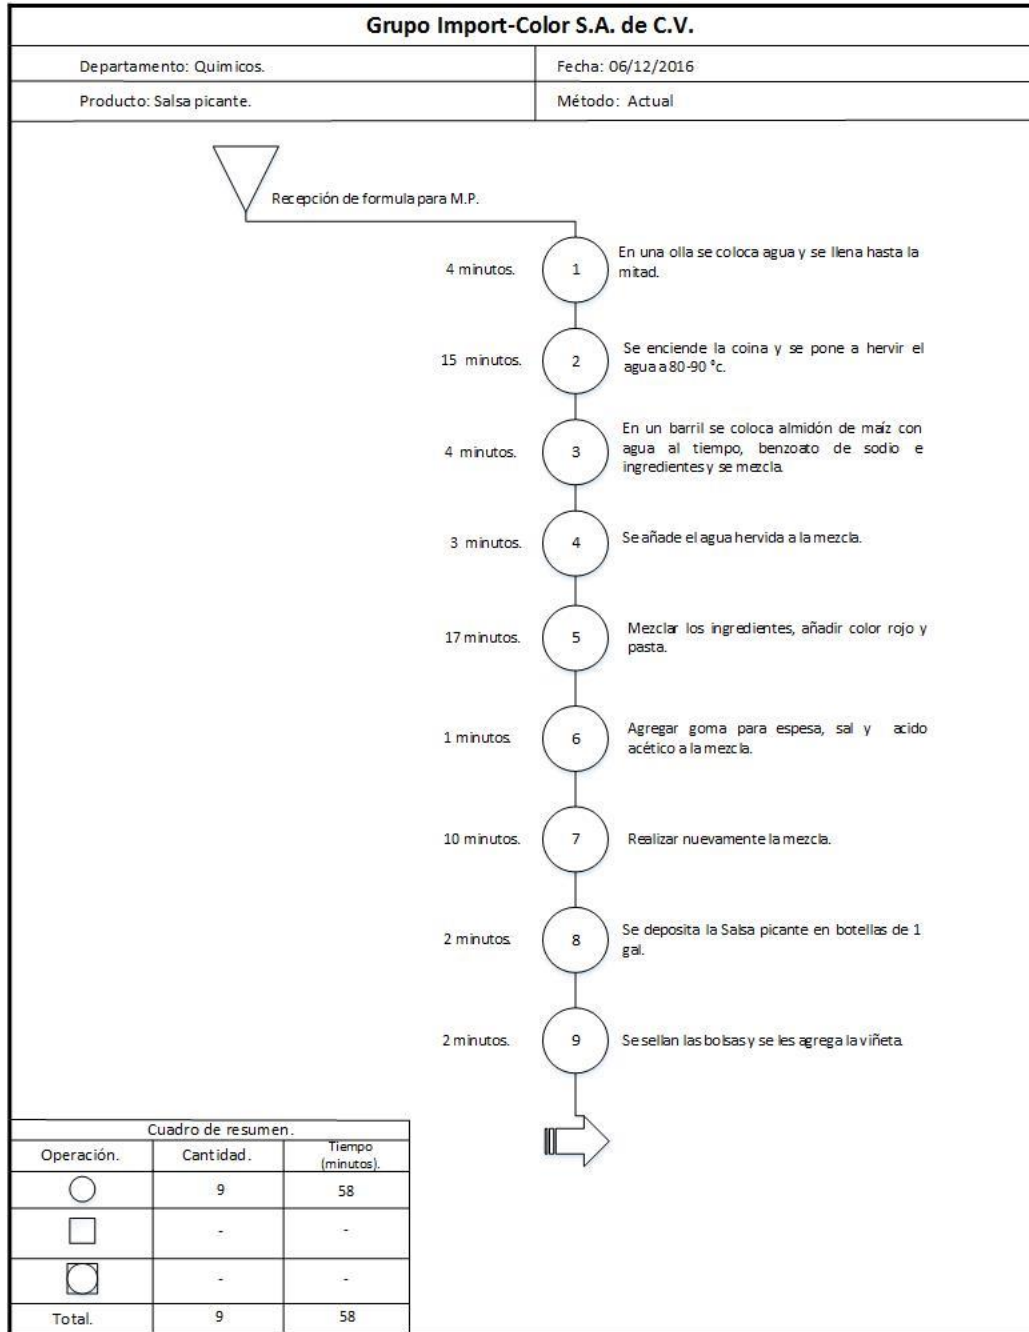 Grupo Import-Color S.A. de C.V.
Departamento: Quimicos.
Fecha: 06/12/2016
Producto: Salsa picante.
Método: Actual
Recepción de formula para M.P.
4 minutos.
1
En una olla se coloca agua y se llena hasta la
mitad.
15 minutos.
2
Se enciende la coina y se pone a hervir el
agua a 80-90 °c.
4 minutos.
3
En un barril se coloca almidón de maíz con
agua al tiempo, benzoato de sodio e
ingredientes y se mezcla.
3 minutos.
4
Se añade el agua hervida a la mezcla.
17 minutos.
5
Mezclar los ingredientes, añadir color rojo y
pasta.
1 minutos.
6
Agregar goma para espesa, sal y acido
acético a la mezcla.
10 minutos.
7
Realizar nuevamente la mezcla.
2 minutos.
8
Se deposita la Salsa picante en botellas de 1
gal.
2 minutos.
9
Se sellan las bolsas y se les agrega la viñeta.
Cuadro de resumen.
Operación.
Cantidad.
Tiempo
(minutos).
9
58
-
-
-
-
Total.
9
58